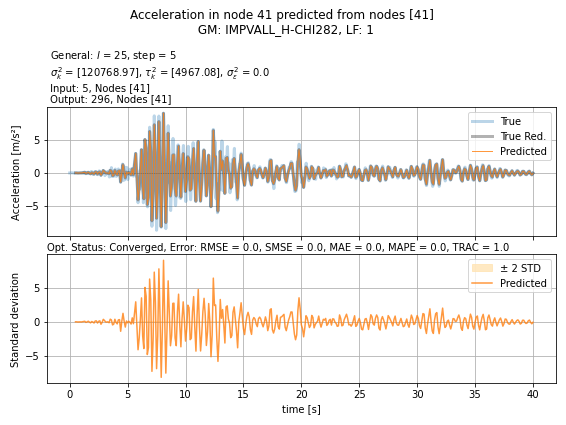 Acceleration in node 41 predicted from nodes [41]
GM: IMPVALL_H-CHI282, LF: 1
General: l = 25, step = 5
σ²ₖ = [120768.97], τ²ₖ = [4967.08], σ²ₑ = 0.0
Input: 5, Nodes [41]
Output: 296, Nodes [41]
Acceleration [m/s²]
5
0
−5
True
True Red.
Predicted
Opt. Status: Converged, Error: RMSE = 0.0, SMSE = 0.0, MAE = 0.0, MAPE = 0.0, TRAC = 1.0
Standard deviation
5
0
−5
± 2 STD
Predicted
0 5 10 15 20 25 30 35 40
time [s]